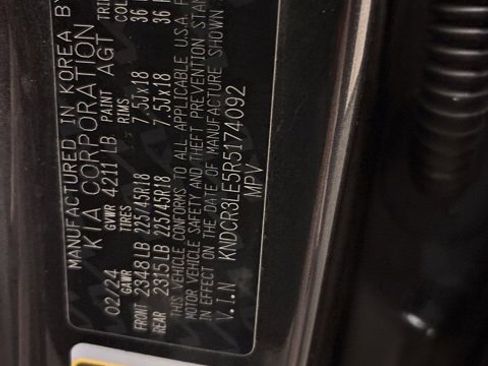 MANUFACTURED IN KOREA BY
KIA CORPORATION
02/24 GVWR 4211 LB PAINT AGT
GAWR TIRES RIMS
FRONT 2348 LB 225/45R18 7.5Jx18 36
REAR 2315 LB 225/45R18 7.5Jx18 36
THIS VEHICLE CONFORMS TO ALL APPLICABLE U.S.A
MOTOR VEHICLE SAFETY AND THEFT PREVENTION
IN EFFECT ON THE DATE OF MANUFACTURE SHOWN
V.I.N KNDCR3LE5R5174092
MPV